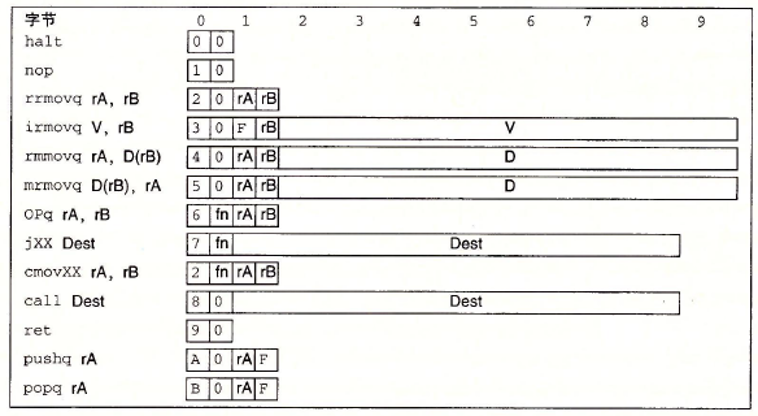 字节 0 1 2 3 4 5 6 7 8 9
halt 0 0
nop 1 0
rrmovq rA, rB 2 0 rA rB
irmovq V, rB 3 0 F rB V
rmmovq rA, D(rB) 4 0 rA rB D
mrmovq D(rB), rA 5 0 rA rB D
OPq rA, rB 6 fn rA rB
jXX Dest 7 fn Dest
cmovXX rA, rB 2 fn rA rB
call Dest 8 0 Dest
ret 9 0
pushq rA A 0 rA F
popq rA B 0 rA F